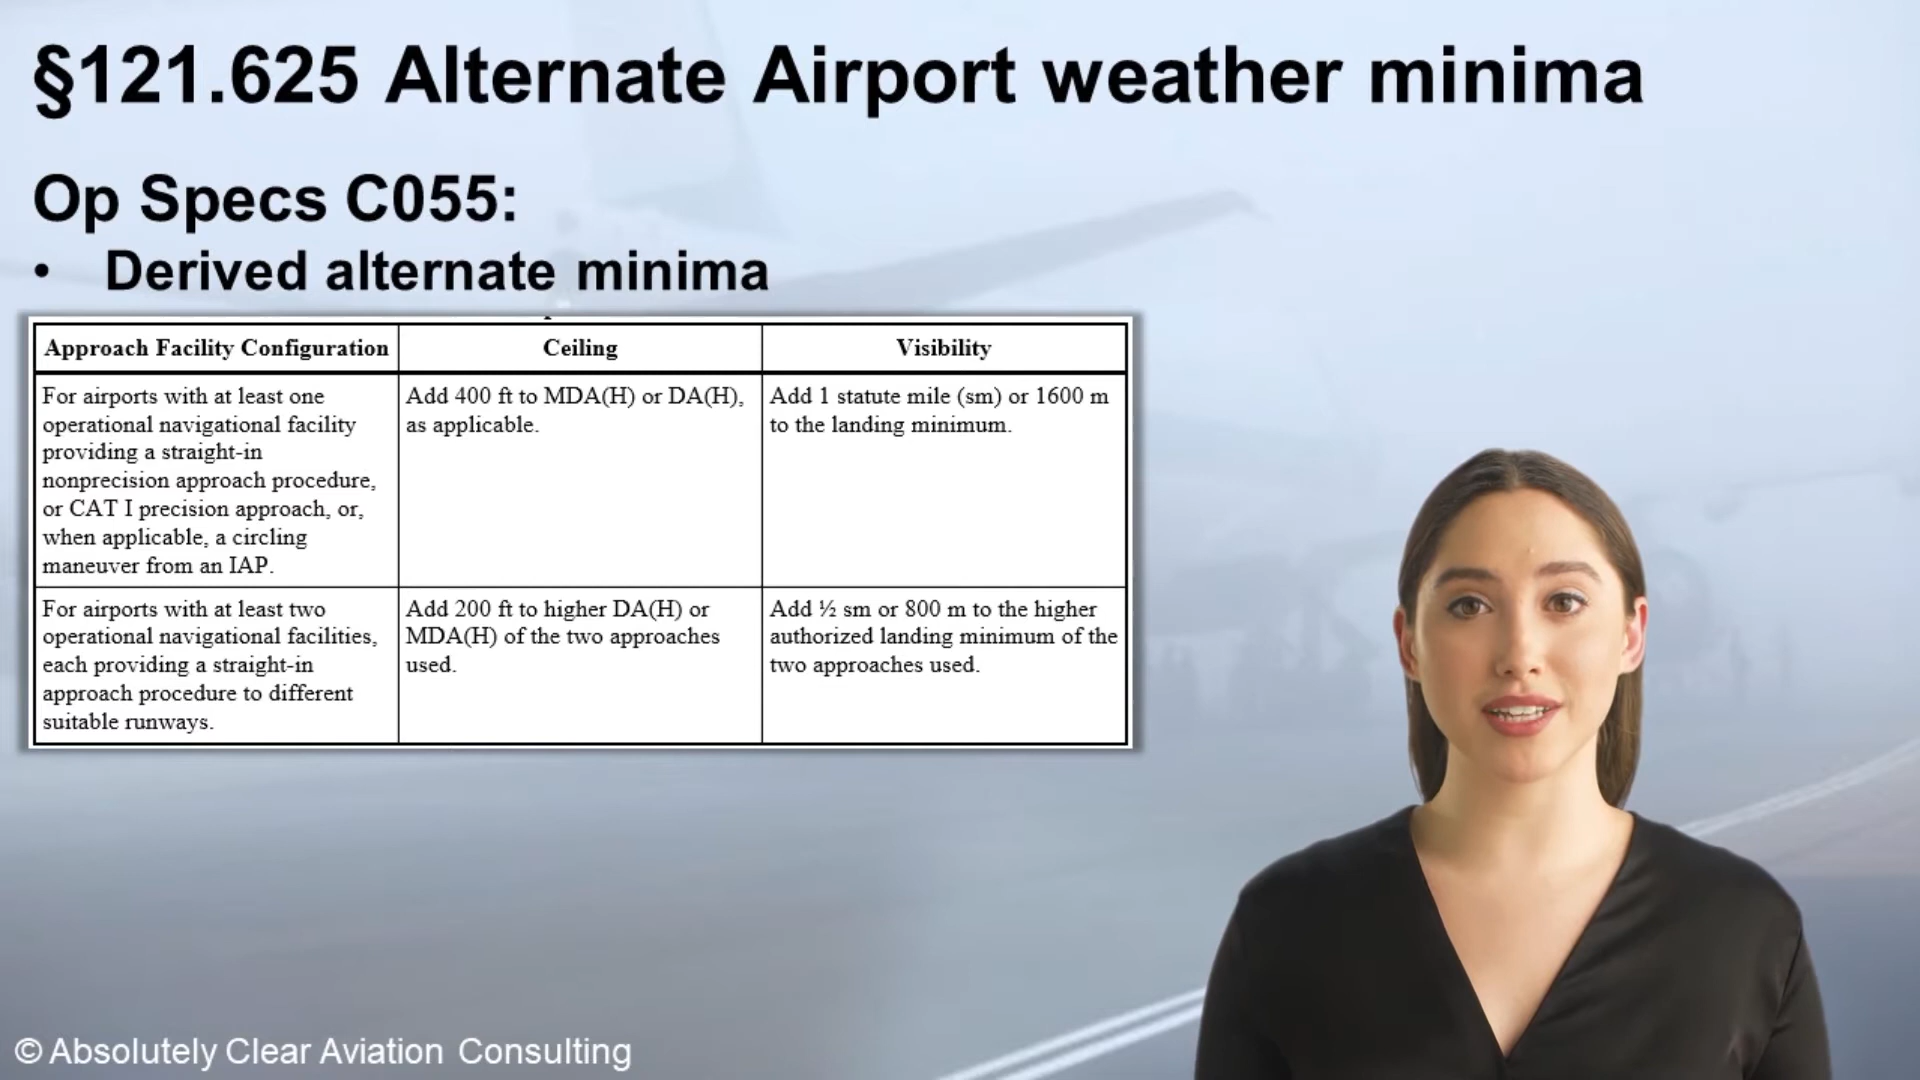 §121.625 Alternate Airport weather minima
Op Specs C055:
• Derived alternate minima
Approach Facility Configuration
Ceiling
Visibility
For airports with at least one
operational navigational facility
providing a straight-in
nonprecision approach procedure,
or CAT I precision approach, or,
when applicable, a circling
maneuver from an IAP.
Add 400 ft to MDA(H) or DA(H),
as applicable.
Add 1 statute mile (sm) or 1600 m
to the landing minimum.
For airports with at least two
operational navigational facilities,
each providing a straight-in
approach procedure to different
suitable runways.
Add 200 ft to higher DA(H) or
MDA(H) of the two approaches
used.
Add ½ sm or 800 m to the higher
authorized landing minimum of the
two approaches used.
© Absolutely Clear Aviation Consulting